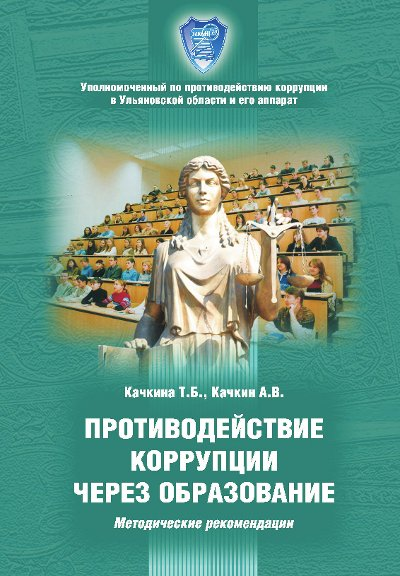 Уполномоченный по противодействию коррупции
в Ульяновской области и его аппарат
Качкина Т.Б., Качкин А.В.
ПРОТИВОДЕЙСТВИЕ
КОРРУПЦИИ
ЧЕРЕЗ ОБРАЗОВАНИЕ
Методические рекомендации